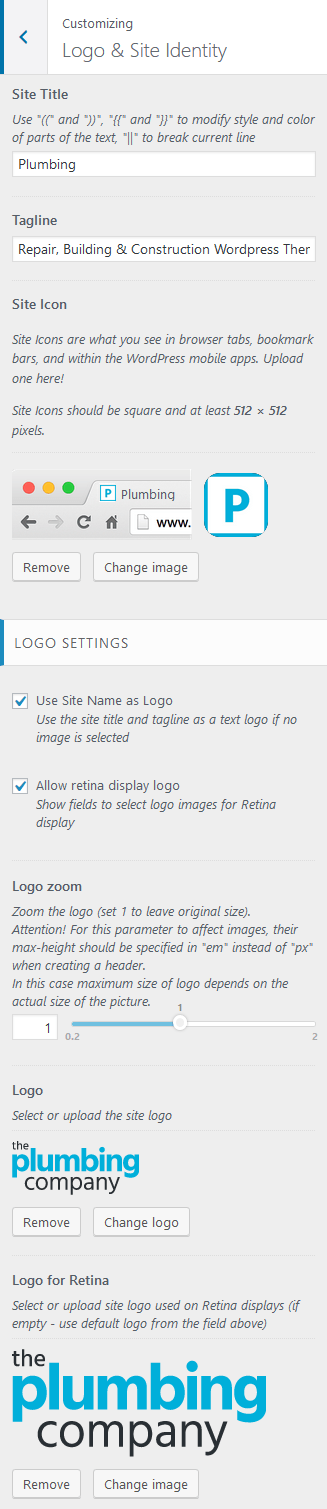 Customizing
Logo & Site Identity
Site Title
Use "((" and "))", "{{" and "}}" to modify style and color
of parts of the text, "||" to break current line
Plumbing
Tagline
Repair, Building & Construction Wordpress Ther
Site Icon
Site Icons are what you see in browser tabs, bookmark
bars, and within the WordPress mobile apps. Upload
one here!
Site Icons should be square and at least 512 × 512
pixels.
P Plumbing
www.
P
Remove Change image
LOGO SETTINGS
Use Site Name as Logo
Use the site title and tagline as a text logo if no
image is selected
Allow retina display logo
Show fields to select logo images for Retina
display
Logo zoom
Zoom the logo (set 1 to leave original size).
Attention! For this parameter to affect images, their
max-height should be specified in "em" instead of "px"
when creating a header.
In this case maximum size of logo depends on the
actual size of the picture.
1
1
0.2 2
Logo
Select or upload the site logo
the
plumbing
company
Remove Change logo
Logo for Retina
Select or upload site logo used on Retina displays (if
empty - use default logo from the field above)
the
plumbing
company
Remove Change image